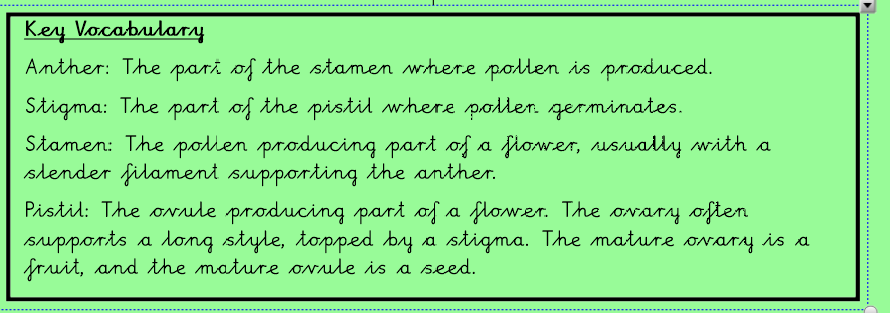 Key Vocabulary
Anther: The part of the stamen where pollen is produced.
Stigma: The part of the pistil where pollen germinates.
Stamen: The pollen producing part of a flower, usually with a
slender filament supporting the anther.
Pistil: The ovule producing part of a flower. The ovary often
supports a long style, topped by a stigma. The mature ovary is a
fruit, and the mature ovule is a seed.